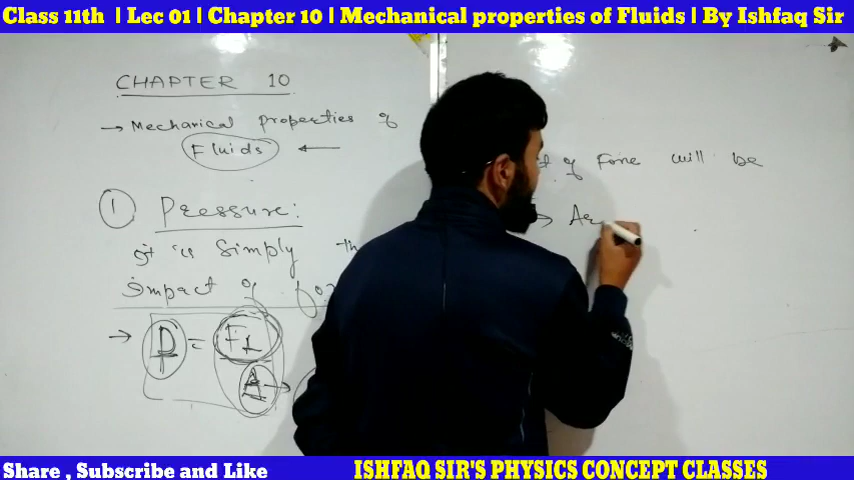 Class 11th | Lec 01 | Chapter 10 | Mechanical properties of Fluids | By Ishfaq Sir
CHAPTER 10
→ Mechanical properties of
Fluids ←
① Pressure:
it is simply
impact of
→ P = F⊥
A →
of Force will be
→
Share , Subscribe and Like
ISHFAQ SIR'S PHYSICS CONCEPT CLASSES